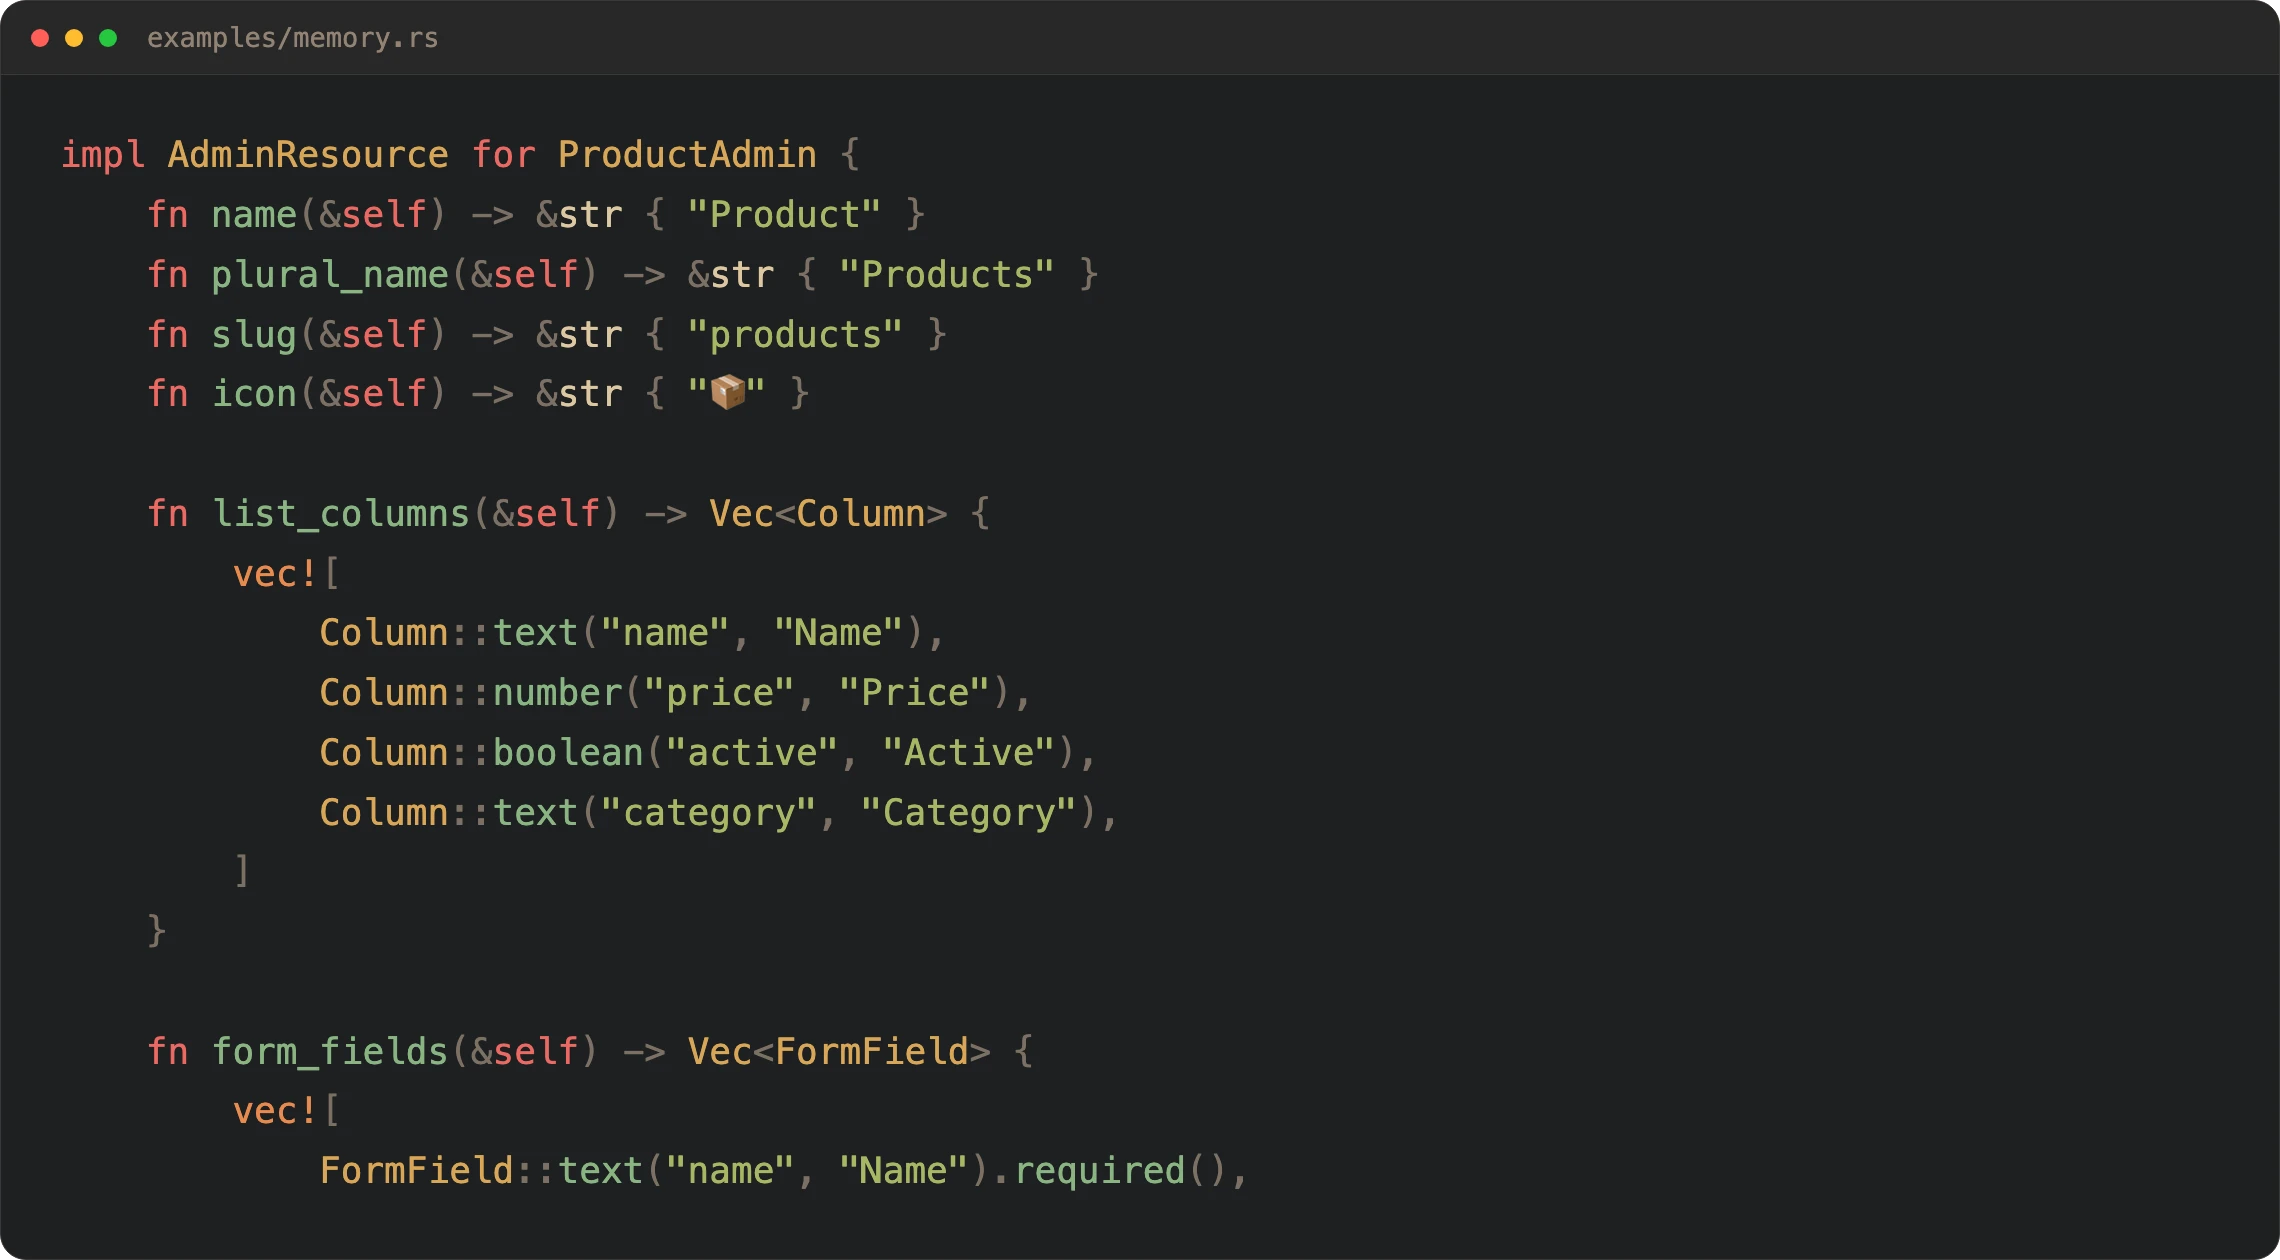 examples/memory.rs
impl AdminResource for ProductAdmin {
    fn name(&self) -> &str { "Product" }
    fn plural_name(&self) -> &str { "Products" }
    fn slug(&self) -> &str { "products" }
    fn icon(&self) -> &str { "📦" }

    fn list_columns(&self) -> Vec<Column> {
        vec![
            Column::text("name", "Name"),
            Column::number("price", "Price"),
            Column::boolean("active", "Active"),
            Column::text("category", "Category"),
        ]
    }

    fn form_fields(&self) -> Vec<FormField> {
        vec![
            FormField::text("name", "Name").required(),